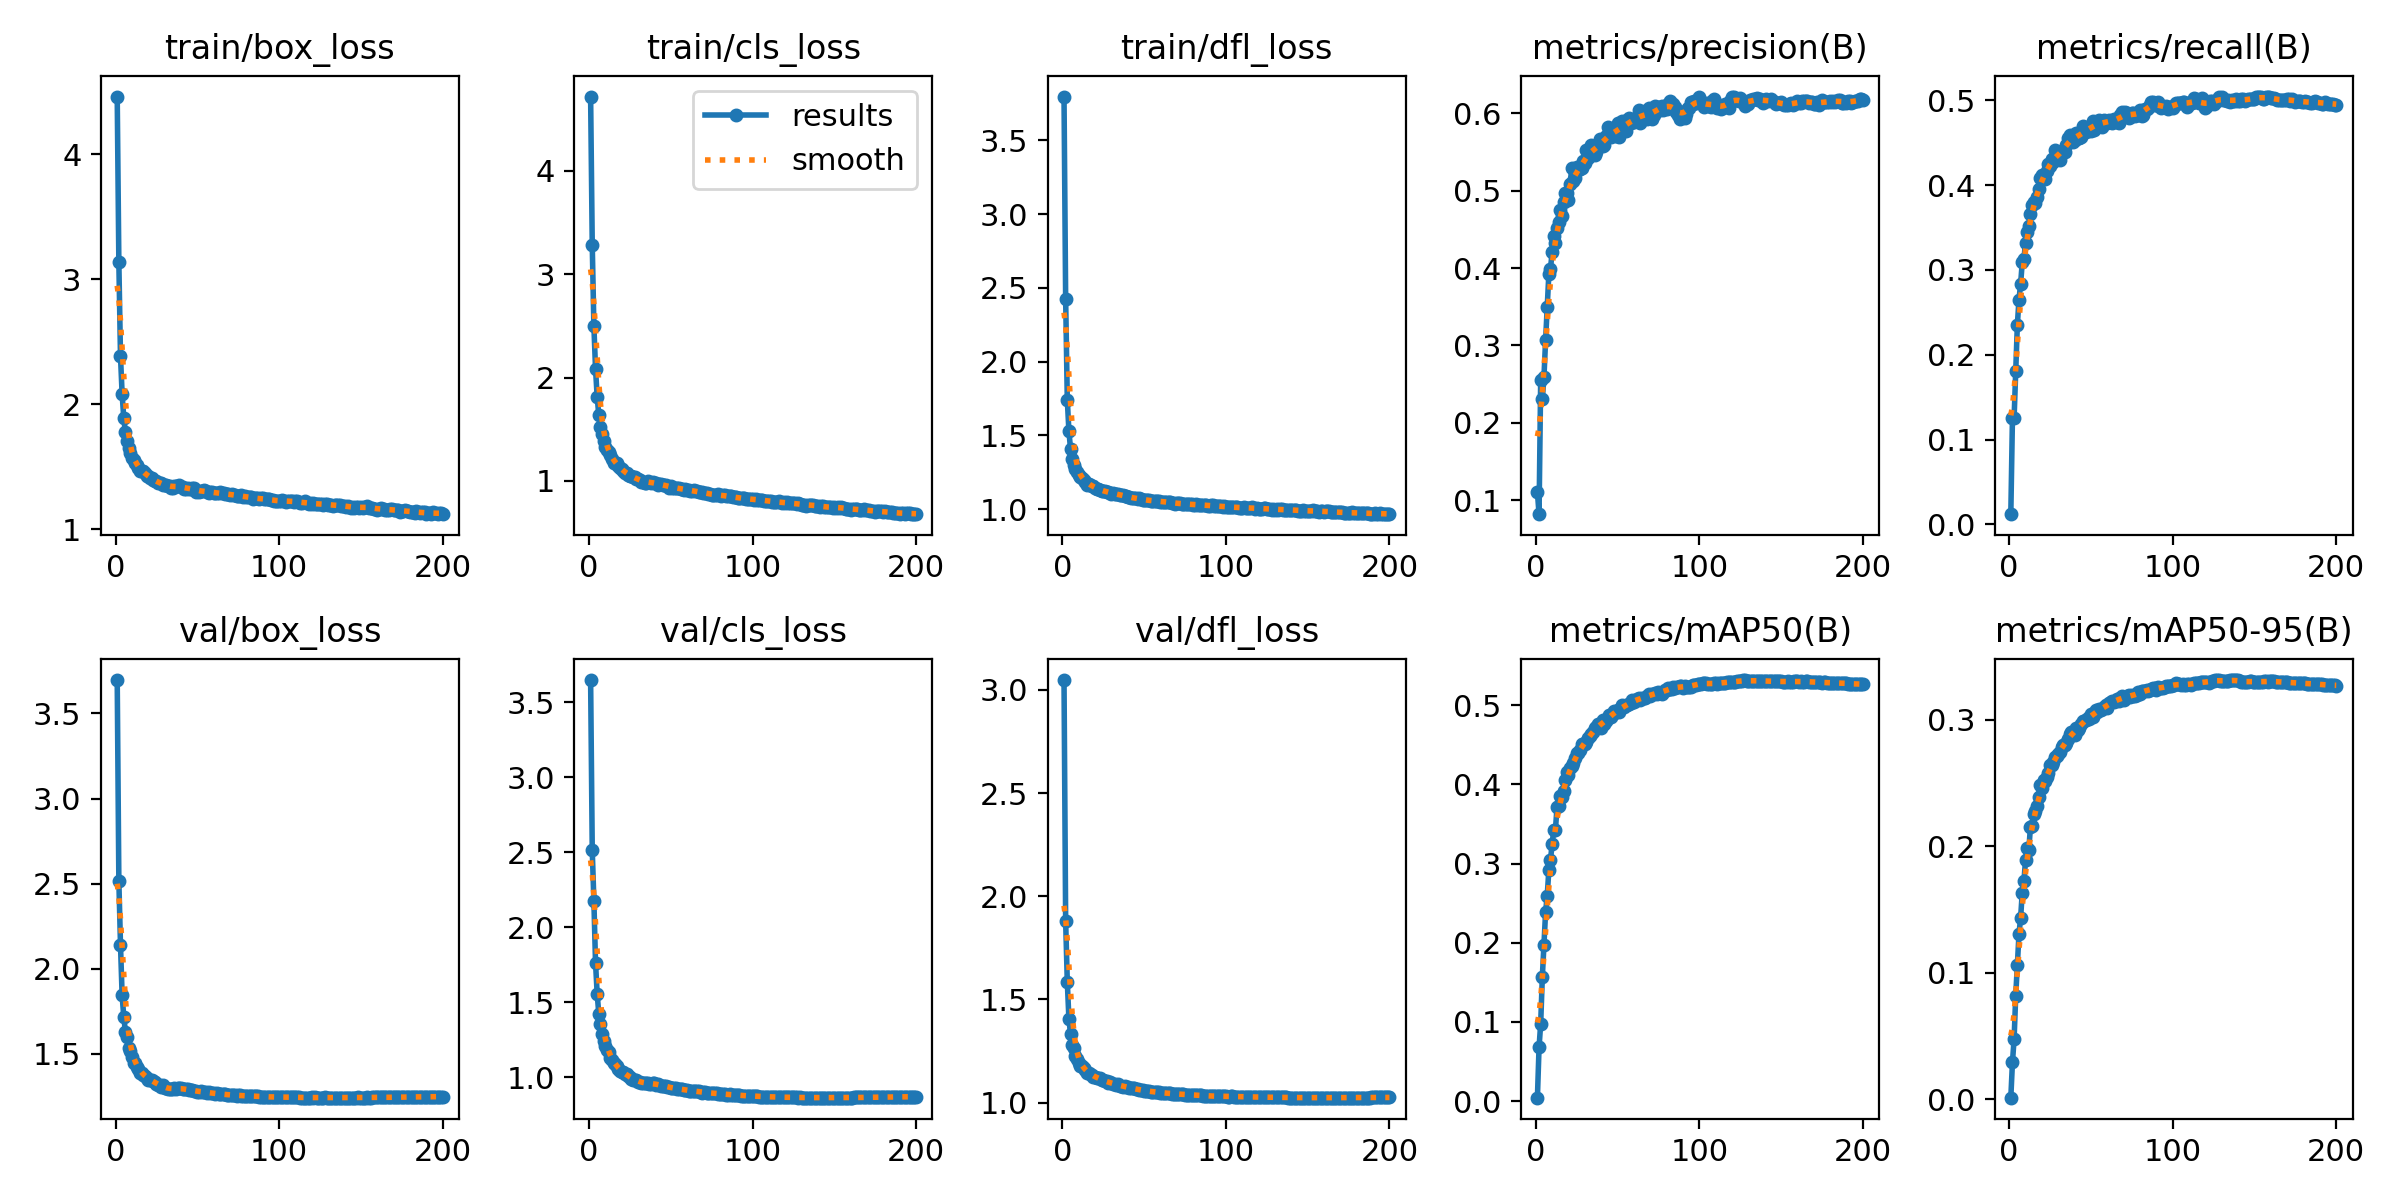 train/box_loss
4
3
2
1
0 100 200
train/cls_loss
results
smooth
4
3
2
1
0 100 200
train/dfl_loss
3.5
3.0
2.5
2.0
1.5
1.0
0 100 200
metrics/precision(B)
0.6
0.5
0.4
0.3
0.2
0.1
0 100 200
metrics/recall(B)
0.5
0.4
0.3
0.2
0.1
0.0
0 100 200
val/box_loss
3.5
3.0
2.5
2.0
1.5
0 100 200
val/cls_loss
3.5
3.0
2.5
2.0
1.5
1.0
0 100 200
val/dfl_loss
3.0
2.5
2.0
1.5
1.0
0 100 200
metrics/mAP50(B)
0.5
0.4
0.3
0.2
0.1
0.0
0 100 200
metrics/mAP50-95(B)
0.3
0.2
0.1
0.0
0 100 200